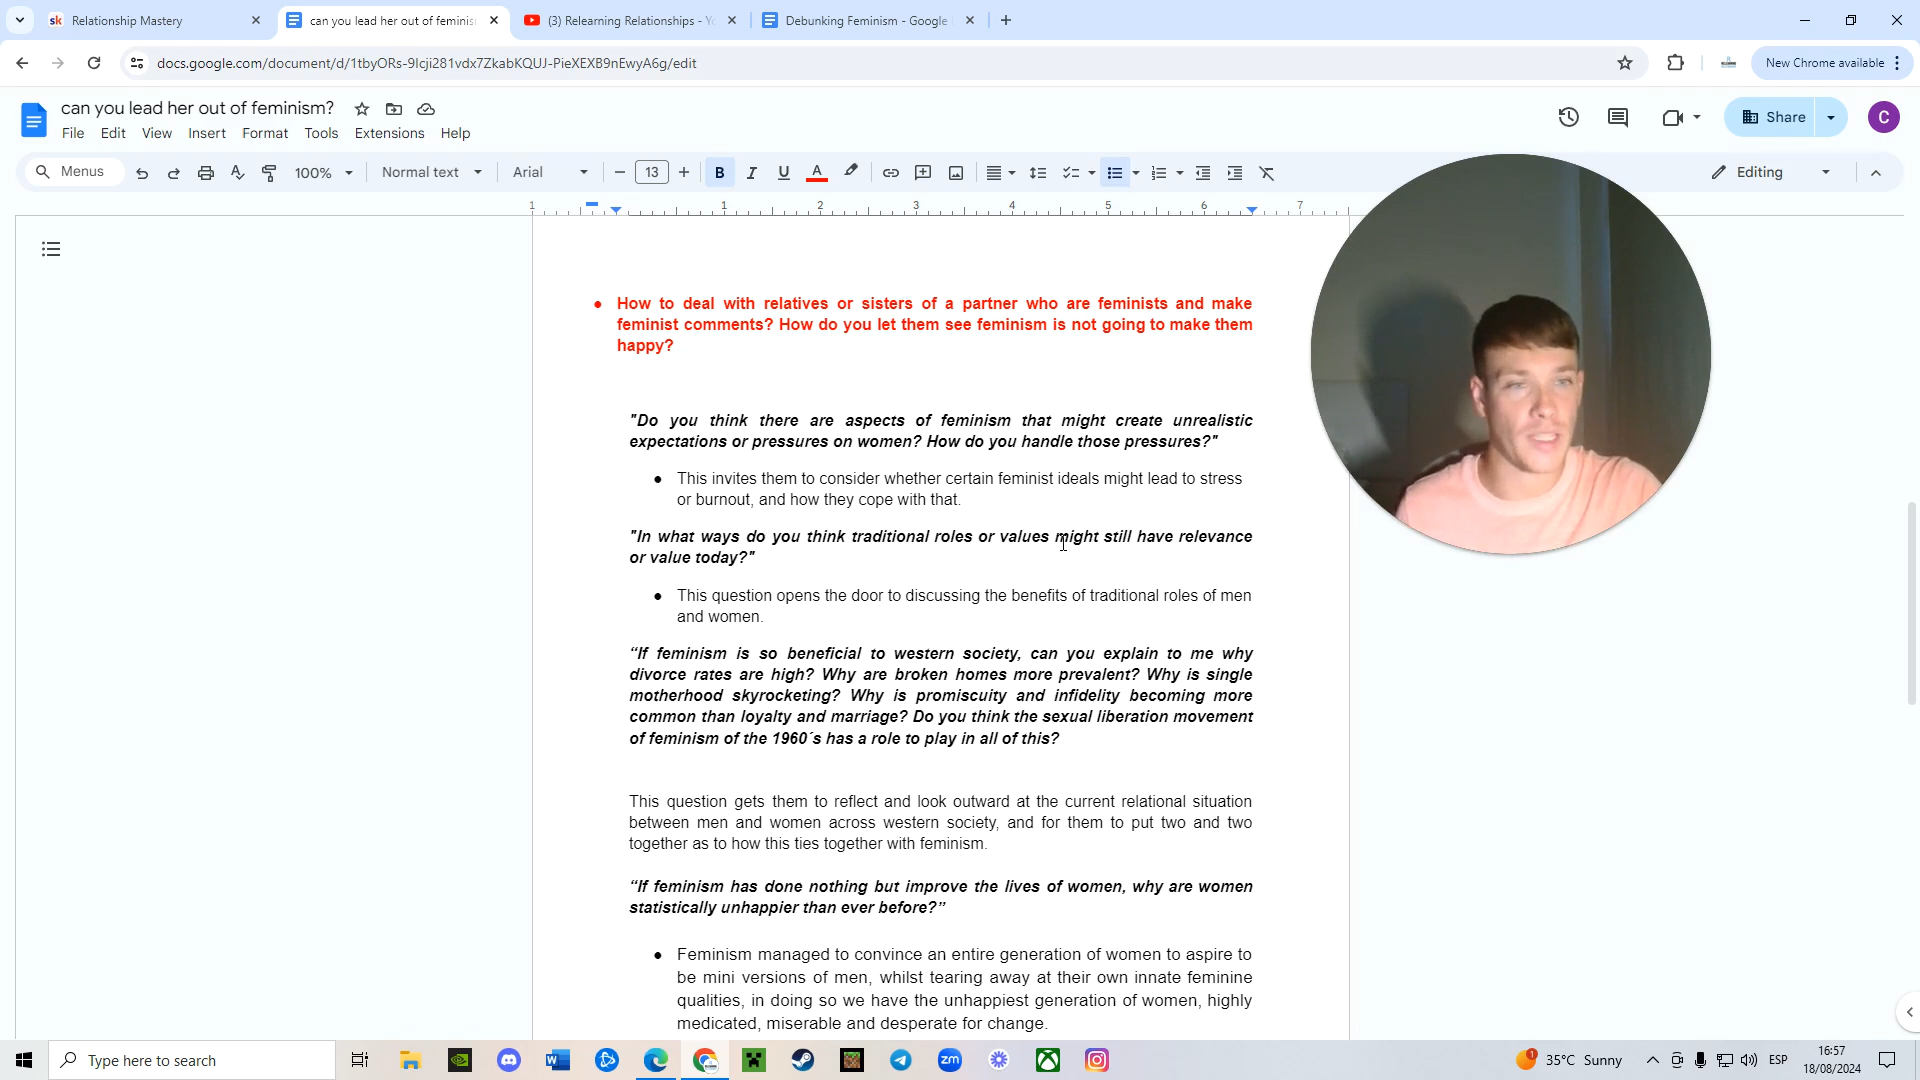 Relationship Mastery
can you lead her out of feminis
(3) Relearning Relationships - Yo
Debunking Feminism - Google
docs.google.com/document/d/1tbyORs-9Icji281vdx7ZkabKQUJ-PieXEXB9nEwyA6g/edit
New Chrome available
can you lead her out of feminism?
File Edit View Insert Format Tools Extensions Help
Share
C
Menus
100%
Normal text
Arial
13
Editing
1 1 2 3 4 5 6 7
● How to deal with relatives or sisters of a partner who are feminists and make
feminist comments? How do you let them see feminism is not going to make them
happy?
"Do you think there are aspects of feminism that might create unrealistic
expectations or pressures on women? How do you handle those pressures?"
● This invites them to consider whether certain feminist ideals might lead to stress
or burnout, and how they cope with that.
"In what ways do you think traditional roles or values might still have relevance
or value today?"
● This question opens the door to discussing the benefits of traditional roles of men
and women.
“If feminism is so beneficial to western society, can you explain to me why
divorce rates are high? Why are broken homes more prevalent? Why is single
motherhood skyrocketing? Why is promiscuity and infidelity becoming more
common than loyalty and marriage? Do you think the sexual liberation movement
of feminism of the 1960´s has a role to play in all of this?
This question gets them to reflect and look outward at the current relational situation
between men and women across western society, and for them to put two and two
together as to how this ties together with feminism.
“If feminism has done nothing but improve the lives of women, why are women
statistically unhappier than ever before?”
● Feminism managed to convince an entire generation of women to aspire to
be mini versions of men, whilst tearing away at their own innate feminine
qualities, in doing so we have the unhappiest generation of women, highly
medicated, miserable and desperate for change.
Type here to search
35°C Sunny
ESP
16:57
18/08/2024